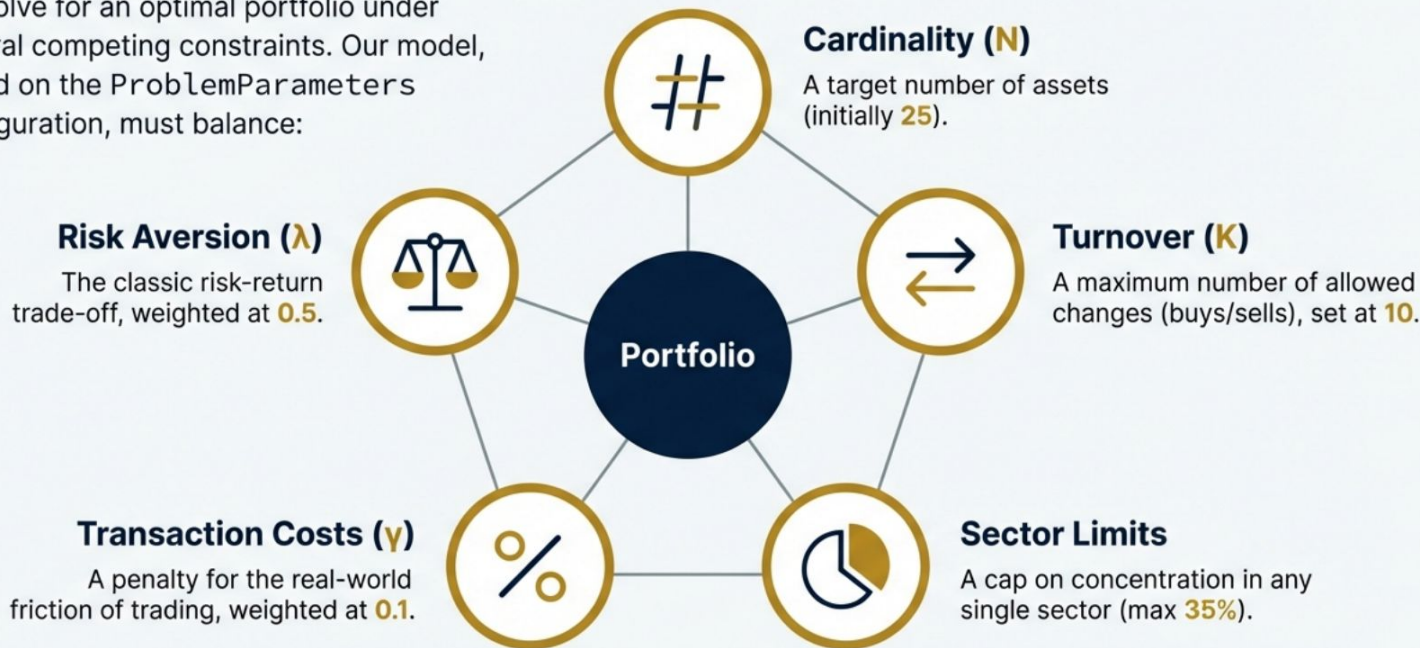 for an optimal portfolio under
competing constraints. Our model,
on the ProblemParameters
must balance:
Cardinality (N)
A target number of assets
(initially 25).
Risk Aversion (λ)
The classic risk-return
trade-off, weighted at 0.5.
Turnover (K)
A maximum number of allowed
changes (buys/sells), set at 10.
Portfolio
Transaction Costs (γ)
A penalty for the real-world
friction of trading, weighted at 0.1.
Sector Limits
A cap on concentration in any
single sector (max 35%).